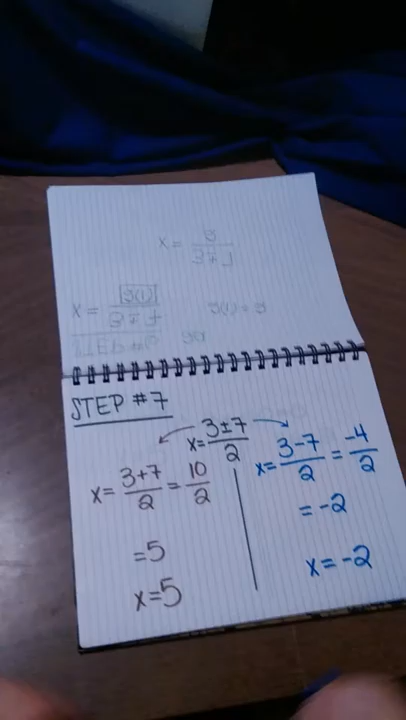 STEP #7
x = 3±7/2
x = 3+7/2 = 10/2
= 5
x = 5
x = 3-7/2 = -4/2
= -2
x = -2